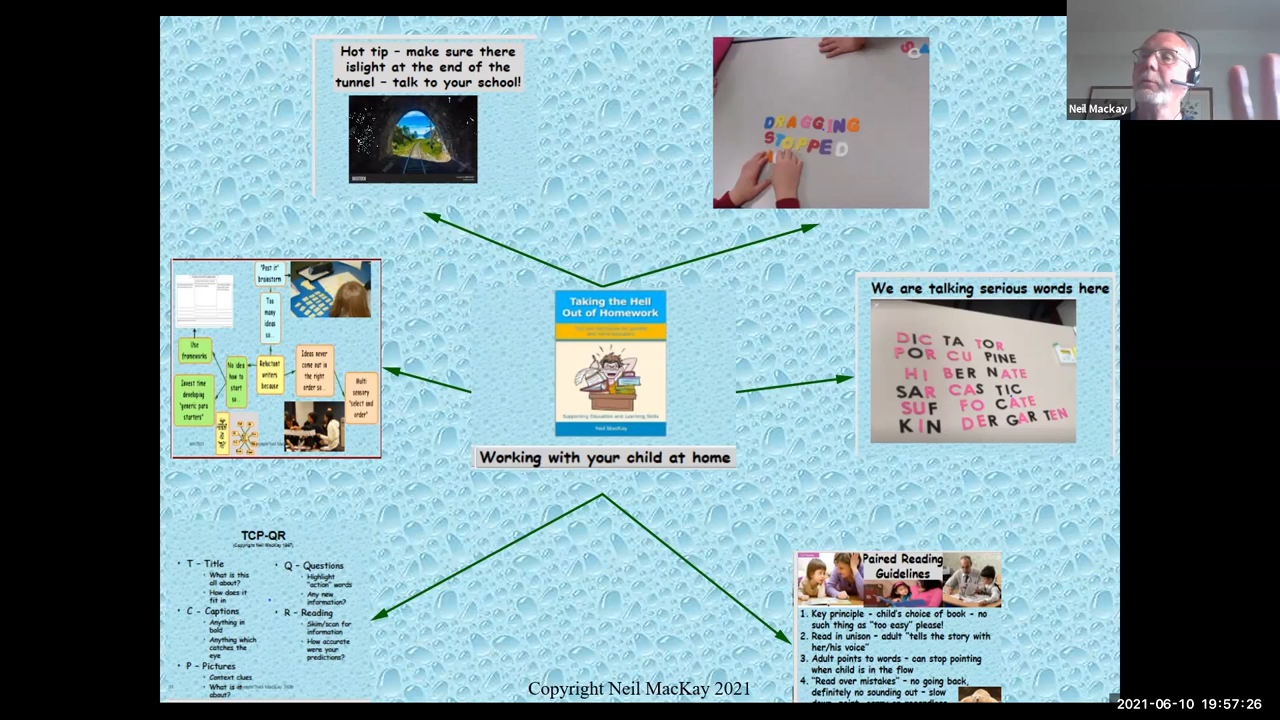 Hot tip – make sure there
islight at the end of the
tunnel – talk to your school!
DRAGGING
STOPPED
Neil Mackay
"Post it"
brainstorm
Too
many
ideas
so...
Use
frameworks
No idea
how to
start
so...
Reluctant
writers
because
Ideas never
come out in
the right
order so...
Multi
sensory
"select and
order"
Invest time
developing
"generic para
starters"
Taking the Hell
Out of Homework
Supporting Education and Learning Skills
Neil MacKay
Working with your child at home
We are talking serious words here
DIC TA TOR
POR CU PINE
HI BER NATE
SAR CAS TIC
SUF FO CATE
KIN DER GAR TEN
TCP-QR
(Copyright Neil MacKay 1997)
T – Title
What is this
all about?
How does it
fit in
C – Captions
Anything in
bold
Anything which
catches the
eye
P – Pictures
Context clues
What is it
about?
Q – Questions
Highlight
"action" words
Any new
information?
R – Reading
Skim/scan for
information
How accurate
were your
predictions?
Paired Reading
Guidelines
1. Key principle – child's choice of book – no
such thing as "too easy" please!
2. Read in unison – adult "tells the story with
her/his voice"
3. Adult points to words – can stop pointing
when child is in the flow
4. "Read over mistakes" – no going back,
definitely no sounding out – slow
Copyright Neil MacKay 2021
2021-06-10 19:57:26